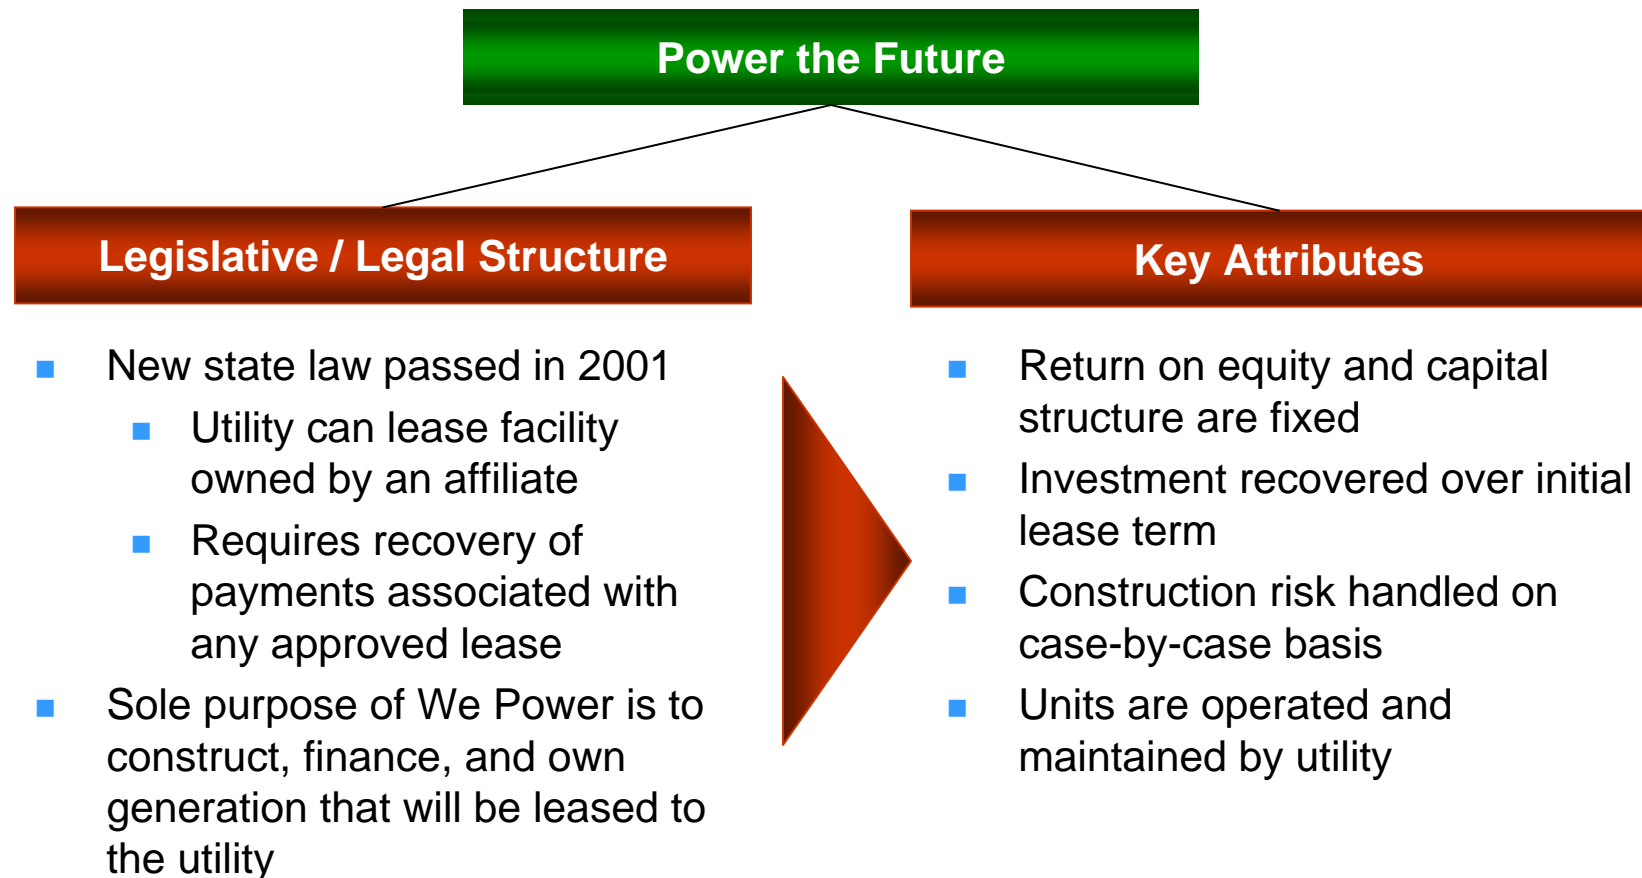 Power the Future
Legislative / Legal Structure
New state law passed in 2001
Utility can lease facility
owned by an affiliate
Requires recovery of
payments associated with
any approved lease
Sole purpose of We Power is to
construct, finance, and own
generation that will be leased to
the utility
Key Attributes
Return on equity and capital
structure are fixed
Investment recovered over initial
lease term
Construction risk handled on
case-by-case basis
Units are operated and
maintained by utility